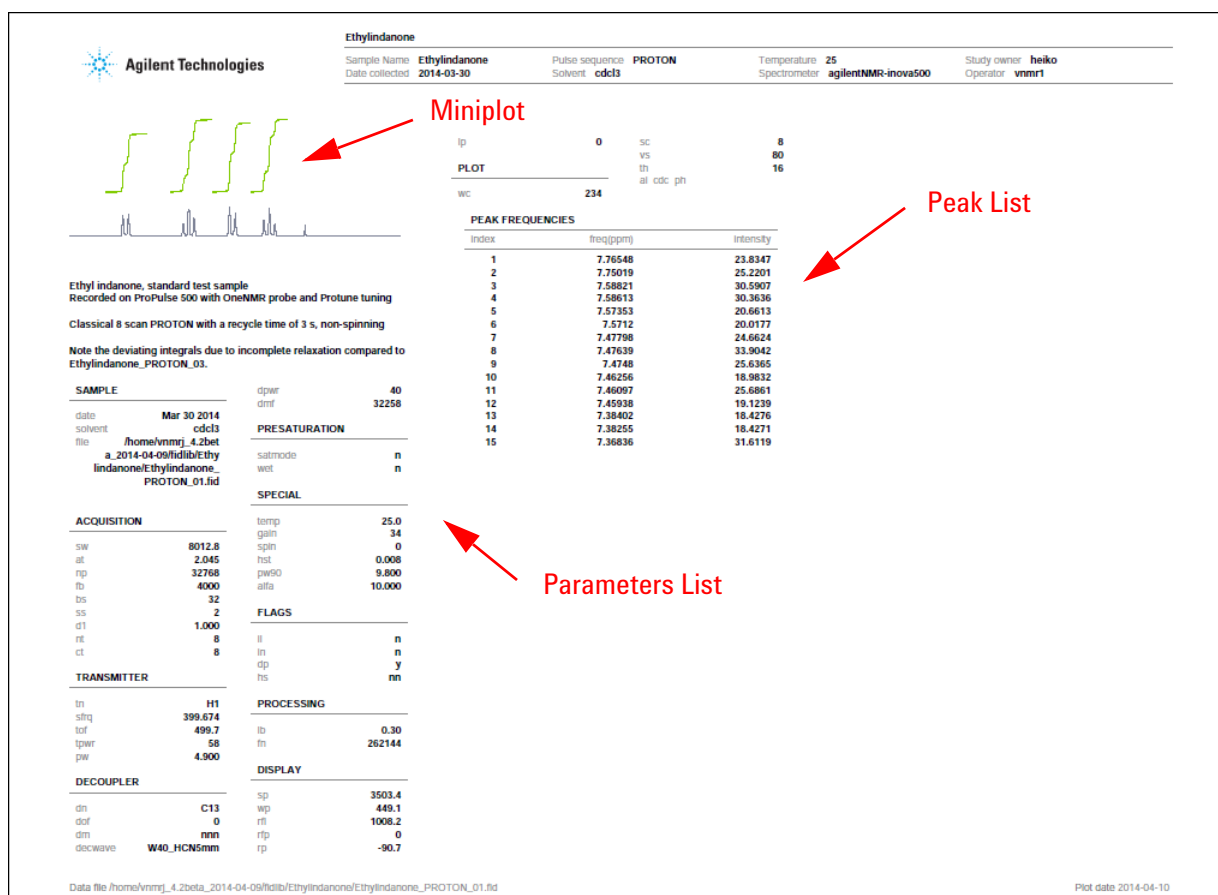 Ethylindanone
Agilent Technologies
Sample Name Ethylindanone Pulse sequence PROTON Temperature 25 Study owner heiko
Date collected 2014-03-30 Solvent cdcl3 Spectrometer agilentNMR-inova500 Operator vnmr1
Miniplot
Ethyl indanone, standard test sample
Recorded on ProPulse 500 with OneNMR probe and Protune tuning
Classical 8 scan PROTON with a recycle time of 3 s, non-spinning
Note the deviating integrals due to incomplete relaxation compared to
Ethylindanone_PROTON_03.
SAMPLE
date Mar 30 2014
solvent cdcl3
file /home/vnmrj_4.2bet
a_2014-04-09/fidlib/Ethy
lindanone/Ethylindanone_
PROTON_01.fid
ACQUISITION
sw 8012.8
at 2.045
np 32768
fb 4000
bs 32
ss 2
d1 1.000
nt 8
ct 8
TRANSMITTER
tn H1
sfrq 399.674
tof 499.7
tpwr 58
pw 4.900
DECOUPLER
dn C13
dof 0
dm nnn
decwave W40_HCN5mm
dpwr 40
dmf 32258
PRESATURATION
satmode n
wet n
SPECIAL
temp 25.0
gain 34
spin 0
hst 0.008
pw90 9.800
alfa 10.000
FLAGS
il n
in n
dp y
hs nn
PROCESSING
lb 0.30
fn 262144
DISPLAY
sp 3503.4
wp 449.1
rfl 1008.2
rfp 0
rp -90.7
Parameters List
lp 0
PLOT
wc 234
sc 8
vs 80
th 16
ai cdc ph
Peak List
PEAK FREQUENCIES
index freq(ppm) intensity
1 7.76548 23.8347
2 7.75019 25.2201
3 7.58821 30.5907
4 7.58613 30.3636
5 7.57353 20.6613
6 7.5712 20.0177
7 7.47798 24.6624
8 7.47639 33.9042
9 7.4748 25.6365
10 7.46256 18.9832
11 7.46097 25.6861
12 7.45938 19.1239
13 7.38402 18.4276
14 7.38255 18.4271
15 7.36836 31.6119
Data file /home/vnmrj_4.2beta_2014-04-09/fidlib/Ethylindanone/Ethylindanone_PROTON_01.fid
Plot date 2014-04-10